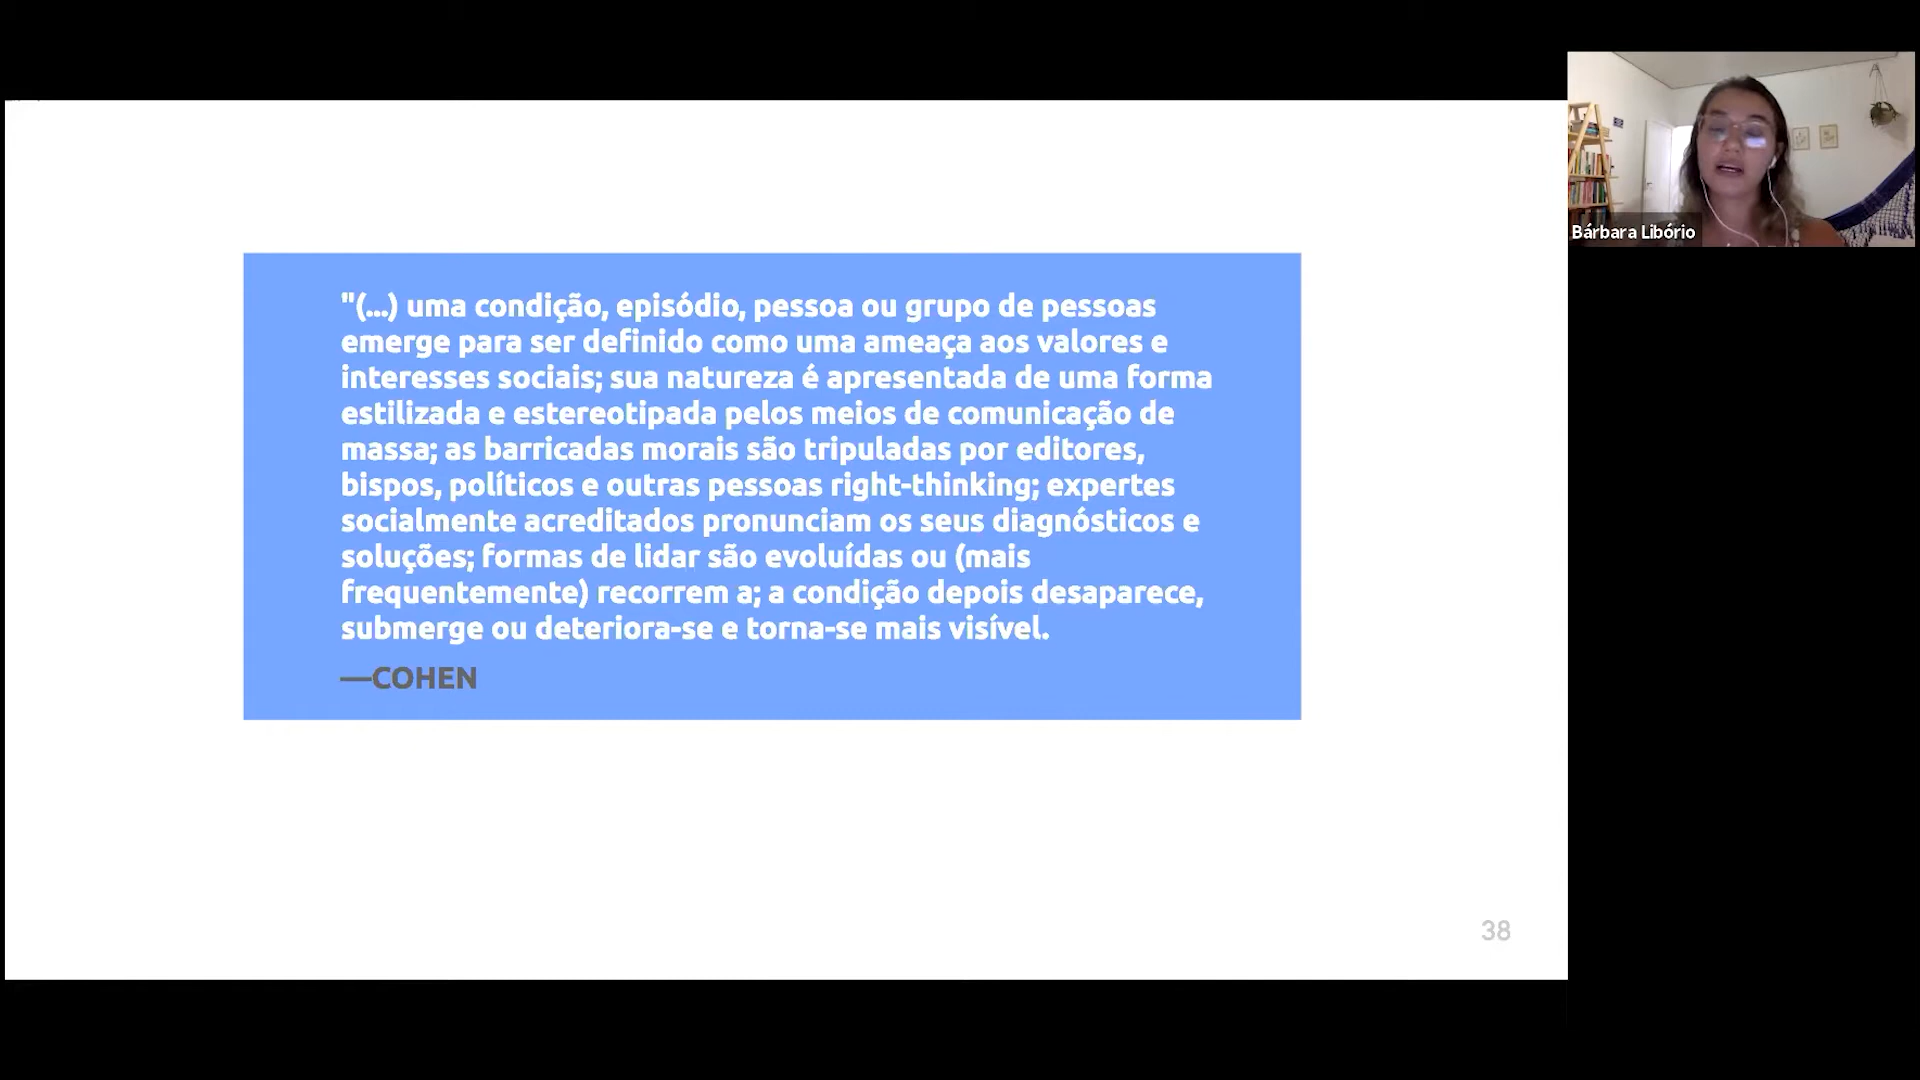 "(...) uma condição, episódio, pessoa ou grupo de pessoas
emerge para ser definido como uma ameaça aos valores e
interesses sociais; sua natureza é apresentada de uma forma
estilizada e estereotipada pelos meios de comunicação de
massa; as barricadas morais são tripuladas por editores,
bispos, políticos e outras pessoas right-thinking; expertes
socialmente acreditados pronunciam os seus diagnósticos e
soluções; formas de lidar são evoluídas ou (mais
frequentemente) recorrem a; a condição depois desaparece,
submerge ou deteriora-se e torna-se mais visível.
—COHEN
38
Bárbara Libório